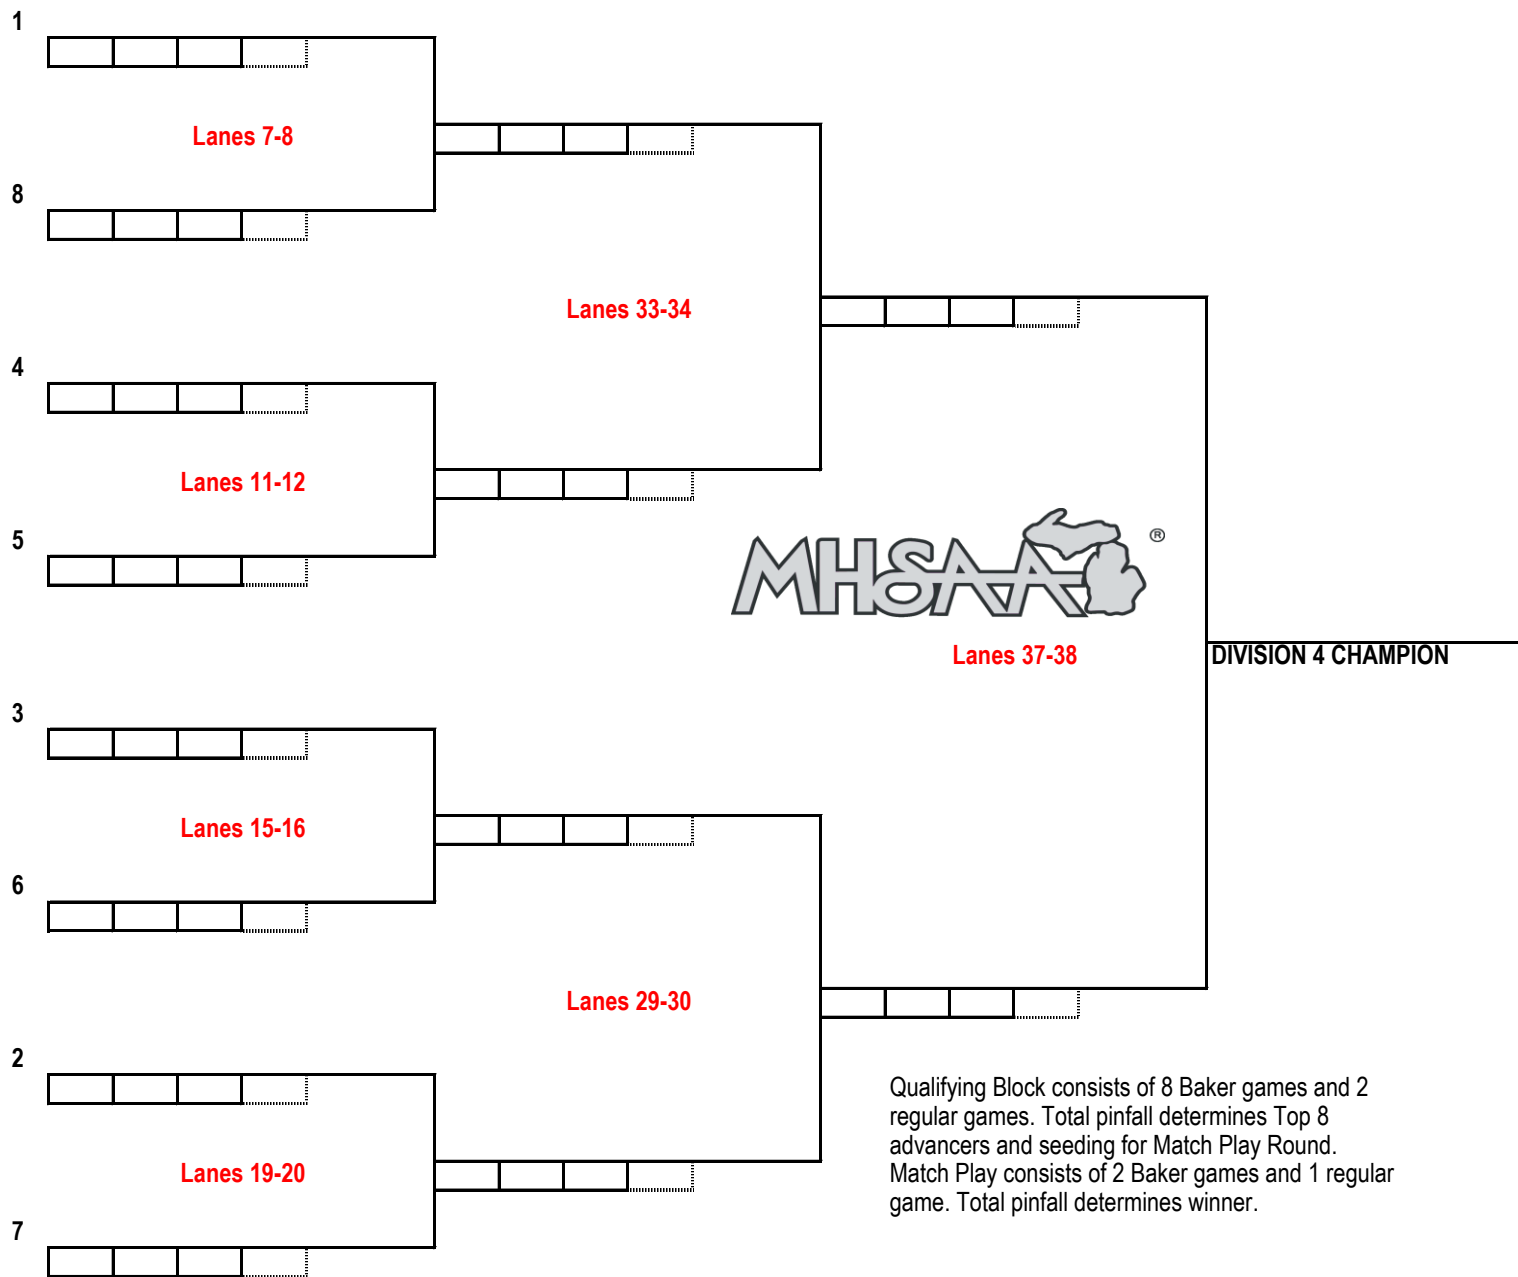 1
Lanes 7-8
8
Lanes 33-34
4
Lanes 11-12
5
MHSAA ®
Lanes 37-38
DIVISION 4 CHAMPION
3
Lanes 15-16
6
Lanes 29-30
2
Lanes 19-20
7
Qualifying Block consists of 8 Baker games and 2
regular games. Total pinfall determines Top 8
advancers and seeding for Match Play Round.
Match Play consists of 2 Baker games and 1 regular
game. Total pinfall determines winner.